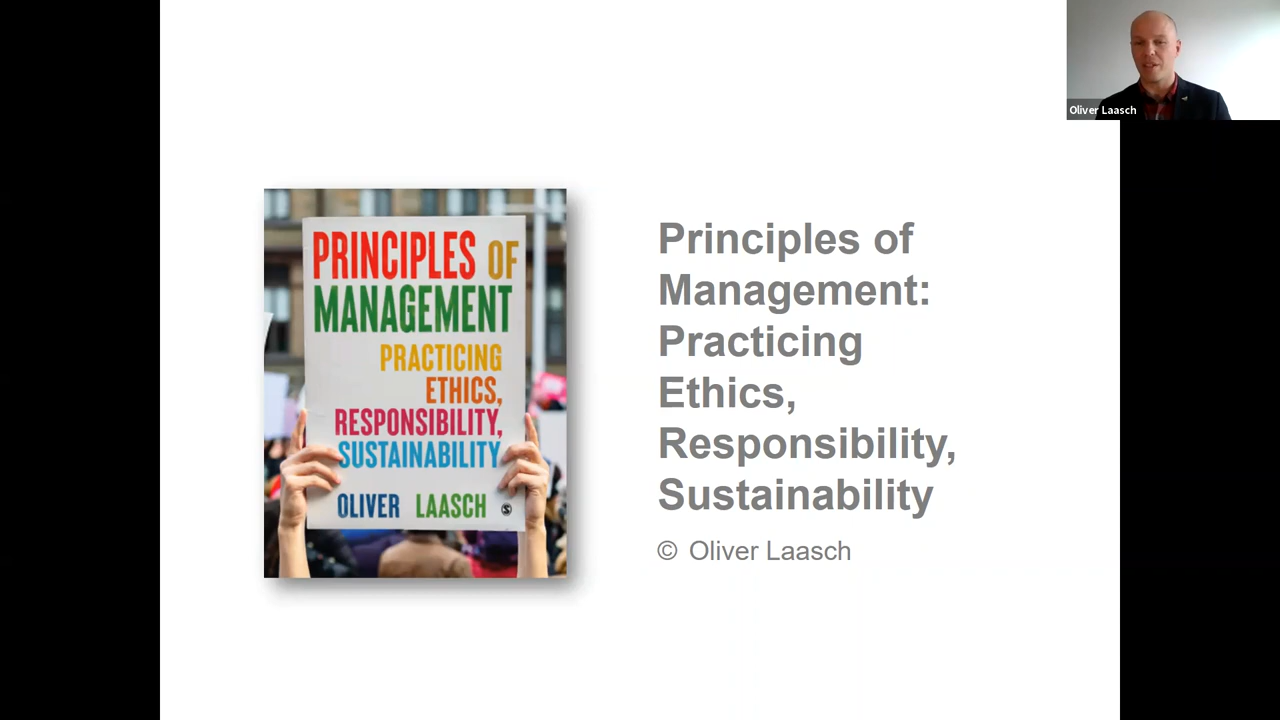 Oliver Laasch
PRINCIPLES OF
MANAGEMENT
PRACTICING
ETHICS,
RESPONSIBILITY,
SUSTAINABILITY
OLIVER LAASCH
Principles of
Management:
Practicing
Ethics,
Responsibility,
Sustainability
© Oliver Laasch